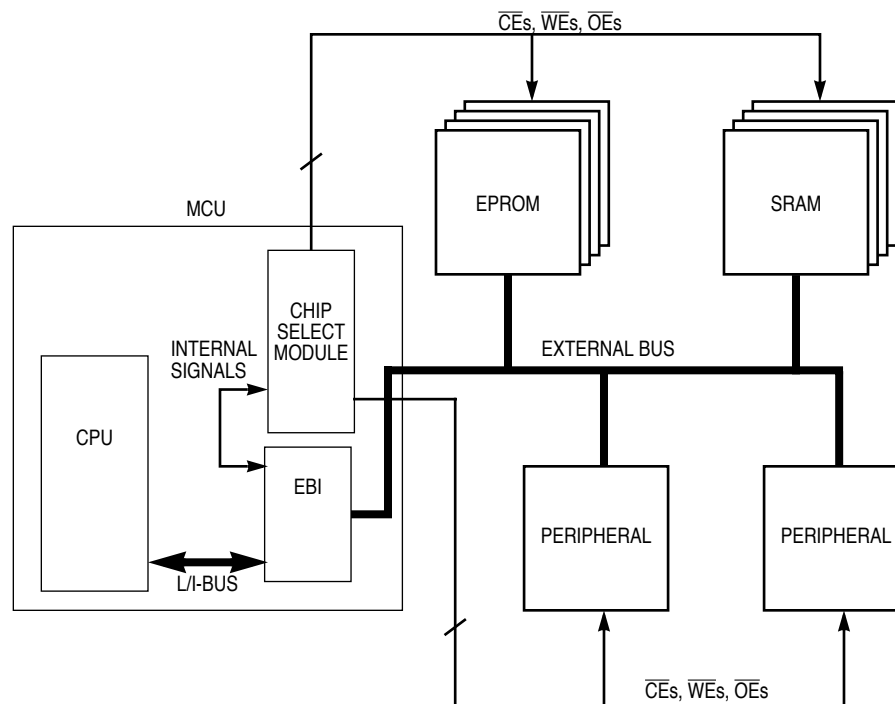 CEs, WEs, OEs
EPROM
SRAM
MCU
CHIP
SELECT
MODULE
INTERNAL
SIGNALS
EXTERNAL BUS
CPU
EBI
PERIPHERAL
PERIPHERAL
L/I-BUS
CEs, WEs, OEs